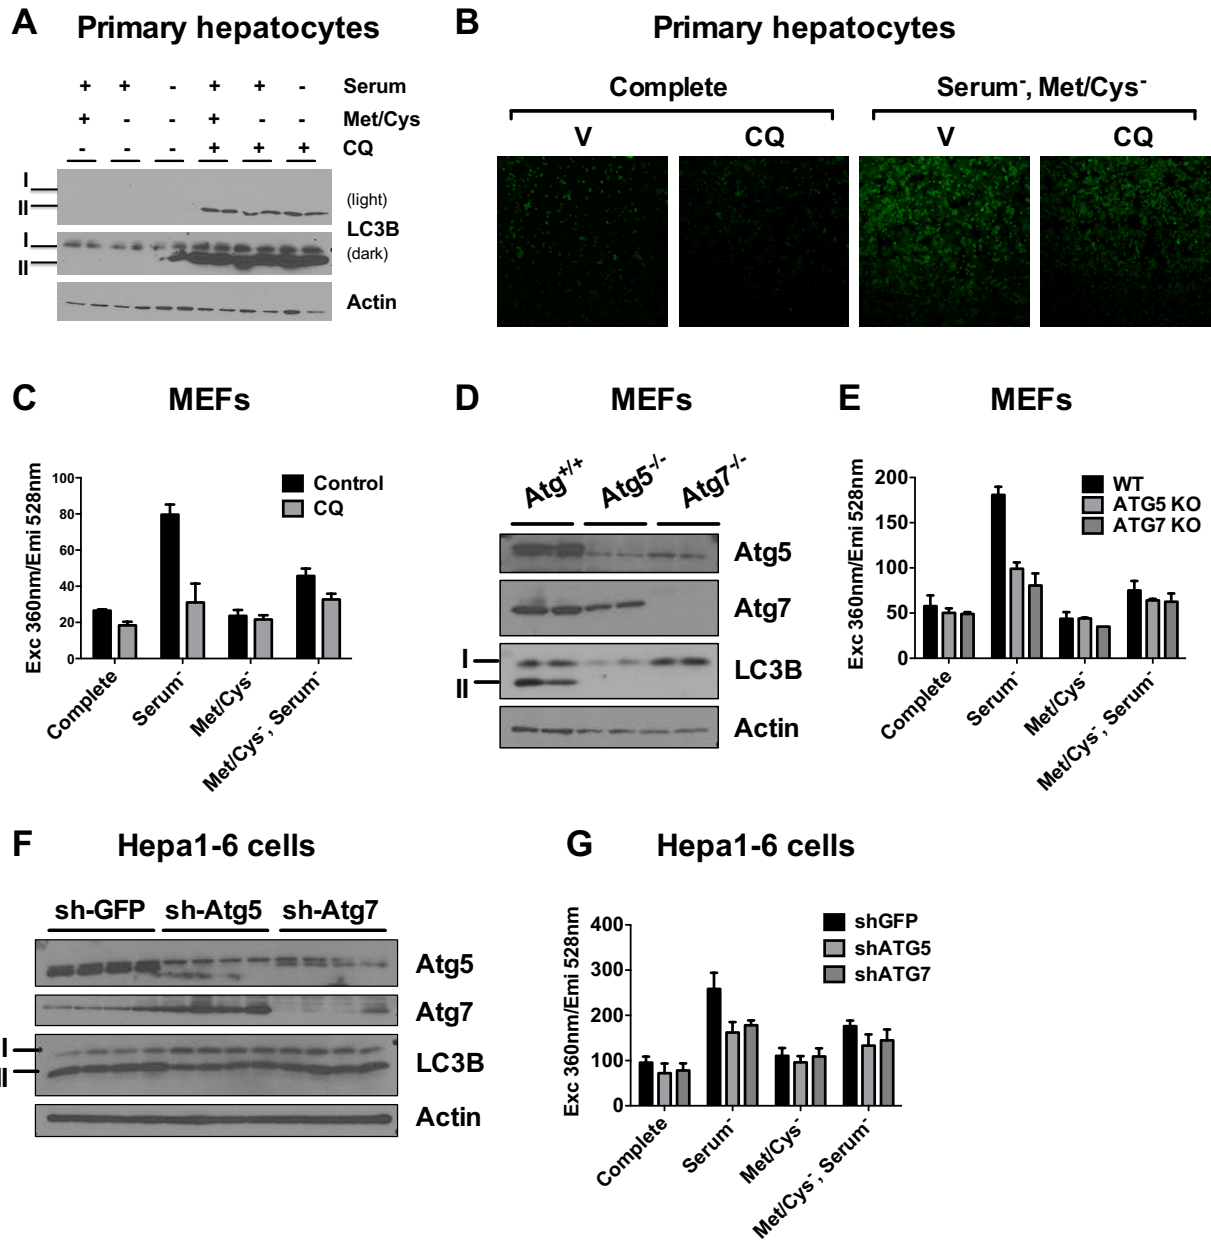 A Primary hepatocytes
+ + - + + - Serum
+ - - + - - Met/Cys
- - - + + + CQ
I
II
(light)
LC3B
I
II
(dark)
Actin
B Primary hepatocytes
Complete Serum⁻, Met/Cys⁻
V CQ V CQ
C MEFs
Exc 360nm/Emi 528nm
100
80
60
40
20
0
Control
CQ
Complete
Serum⁻
Met/Cys⁻
Met/Cys⁻, Serum⁻
D MEFs
Atg⁺/⁺ Atg5⁻/⁻ Atg7⁻/⁻
Atg5
Atg7
I
II
LC3B
Actin
E MEFs
Exc 360nm/Emi 528nm
200
150
100
50
0
WT
ATG5 KO
ATG7 KO
Complete
Serum⁻
Met/Cys⁻
Met/Cys⁻, Serum⁻
F Hepa1-6 cells
sh-GFP sh-Atg5 sh-Atg7
Atg5
Atg7
I
II
LC3B
Actin
G Hepa1-6 cells
Exc 360nm/Emi 528nm
400
300
200
100
0
shGFP
shATG5
shATG7
Complete
Serum⁻
Met/Cys⁻
Met/Cys⁻, Serum⁻